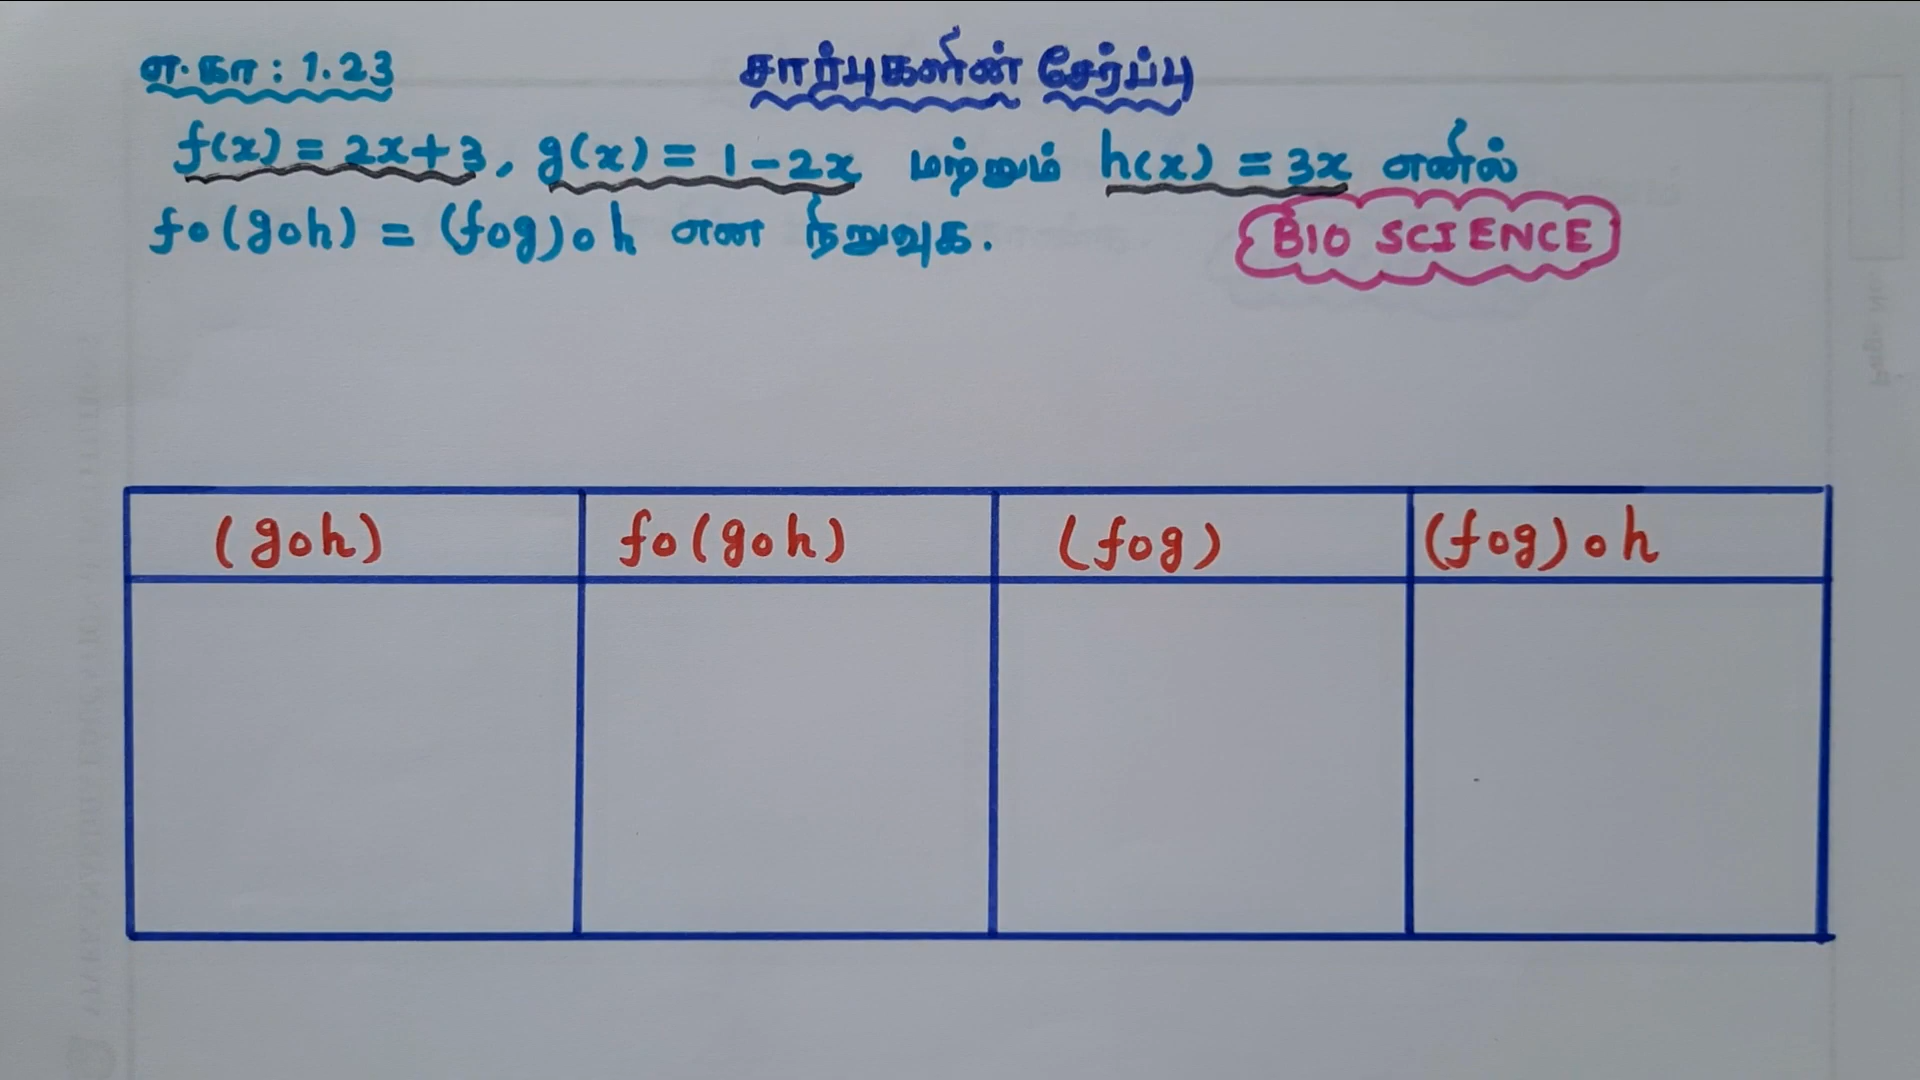 எ.கா : 1.23
சார்புகளின் சேர்ப்பு
f(x) = 2x+3, g(x) = 1-2x மற்றும் h(x) = 3x எனில்
fo(goh) = (fog)oh என நிறுவுக.
BIO SCIENCE
(goh) fo(goh) (fog) (fog)oh